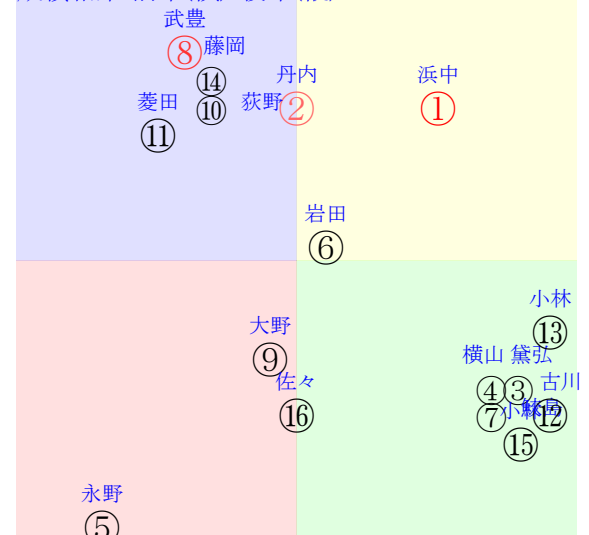 武豊
⑧ 藤岡
⑭ 丹内 浜中
菱田 ⑩ 荻野 ② ①
⑪
岩田
⑥
小林
大野 ⑬
⑨ 横山 黛弘
佐々 ④ ③ 古川
⑯ ⑦ 小林 ⑫
⑮
永野
⑤